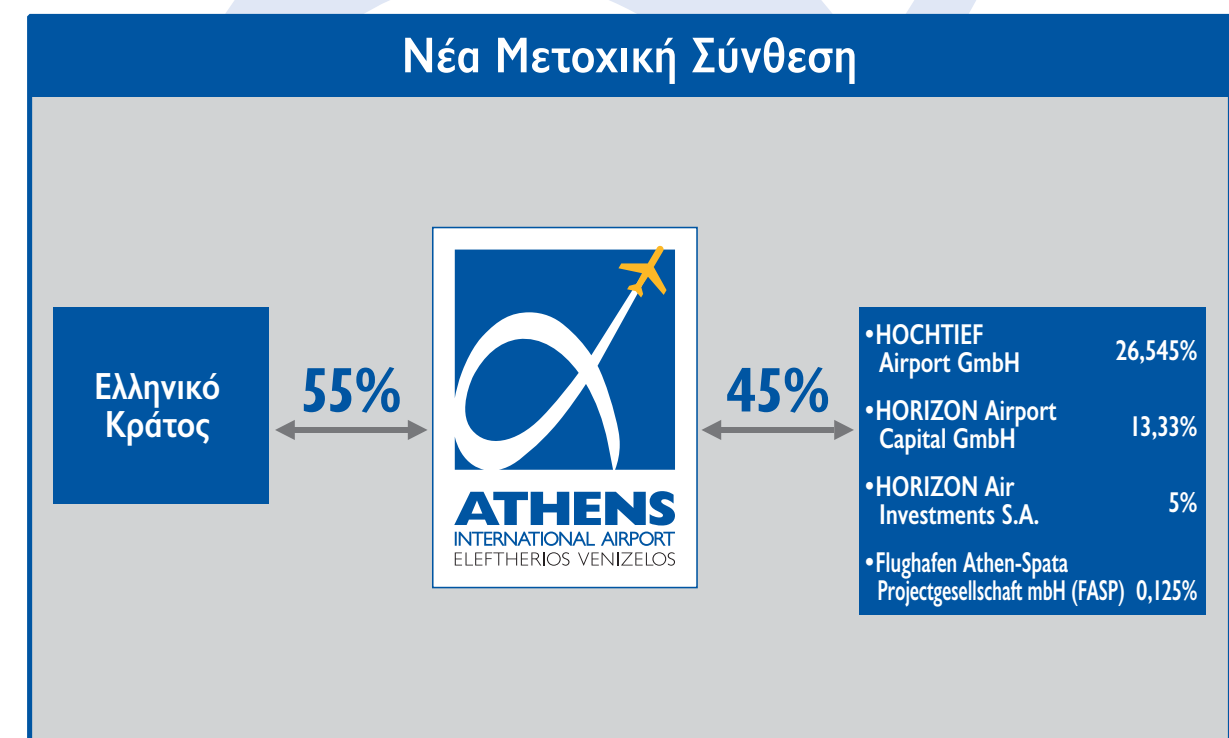 Νέα Μετοχική Σύνθεση
Ελληνικό
Κράτος
55%
ATHENS
INTERNATIONAL AIRPORT
ELEFTHERIOS VENIZELOS
45%
•HOCHTIEF
Airport GmbH 26,545%
•HORIZON Airport
Capital GmbH 13,33%
•HORIZON Air
Investments S.A. 5%
•Flughafen Athen-Spata
Projectgesellschaft mbH (FASP) 0,125%